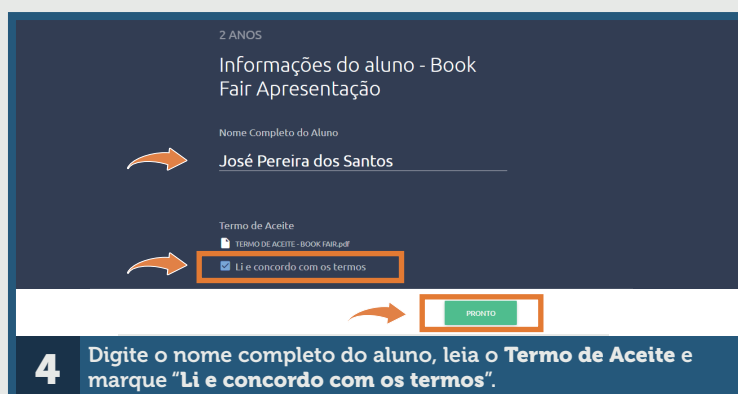 2 ANOS
Informações do aluno - Book
Fair Apresentação
Nome Completo do Aluno
José Pereira dos Santos
Termo de Aceite
TERMO DE ACEITE - BOOK FAIR.pdf
Li e concordo com os termos
PRONTO
4 Digite o nome completo do aluno, leia o Termo de Aceite e
marque “Li e concordo com os termos”.